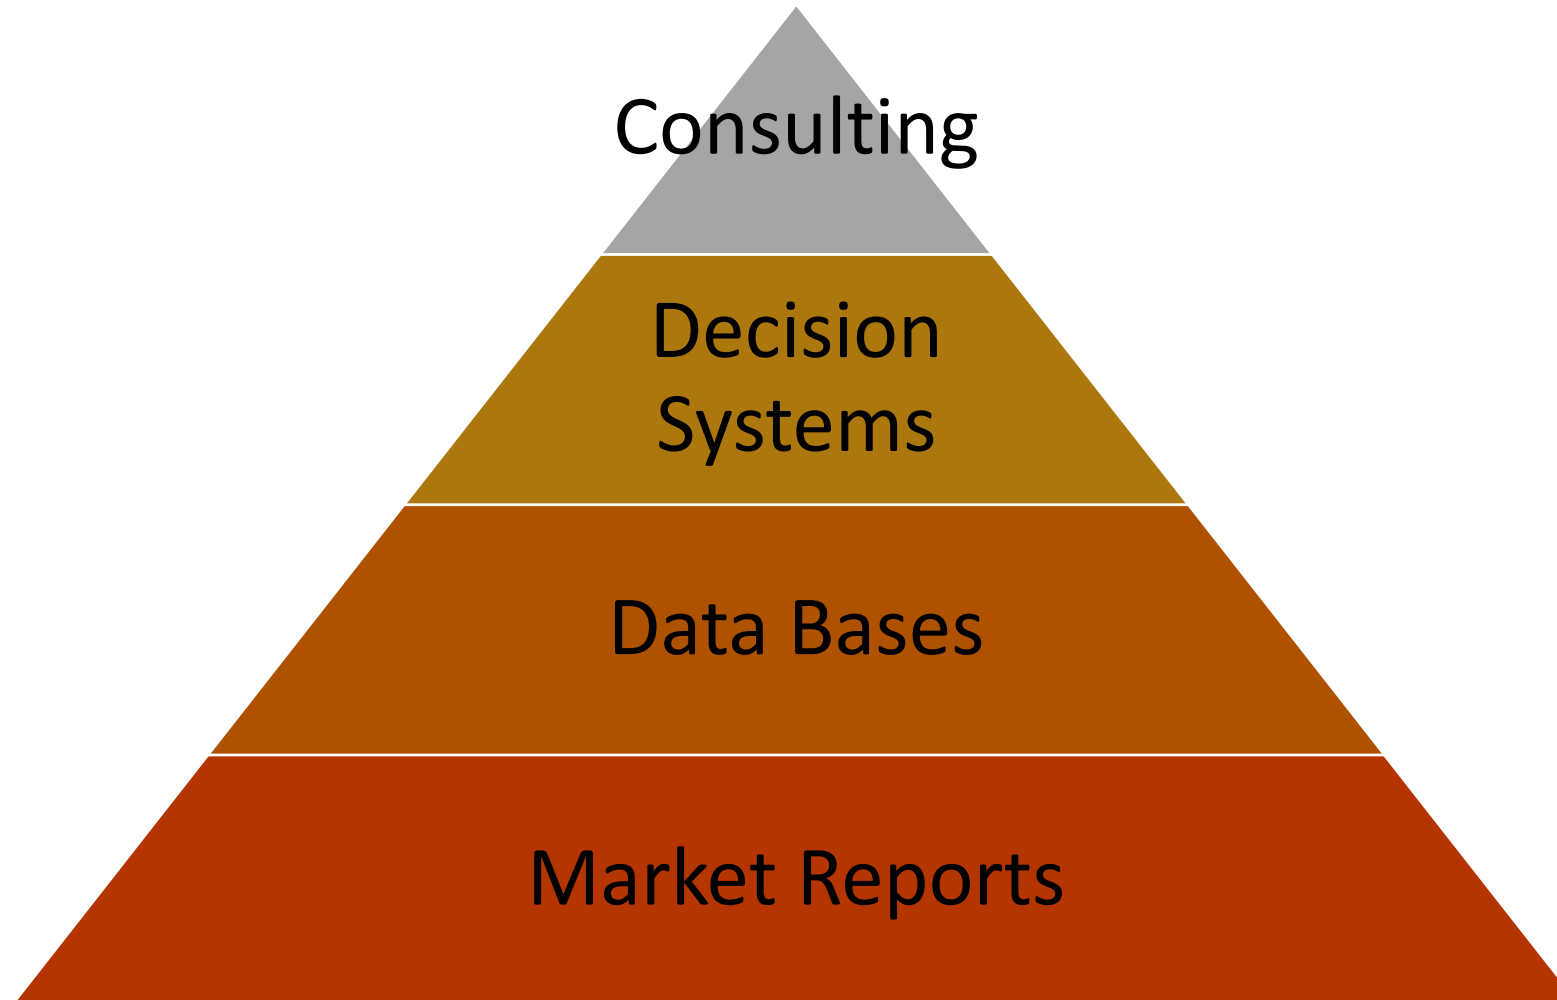 Consulting
Decision
Systems
Data Bases
Market Reports